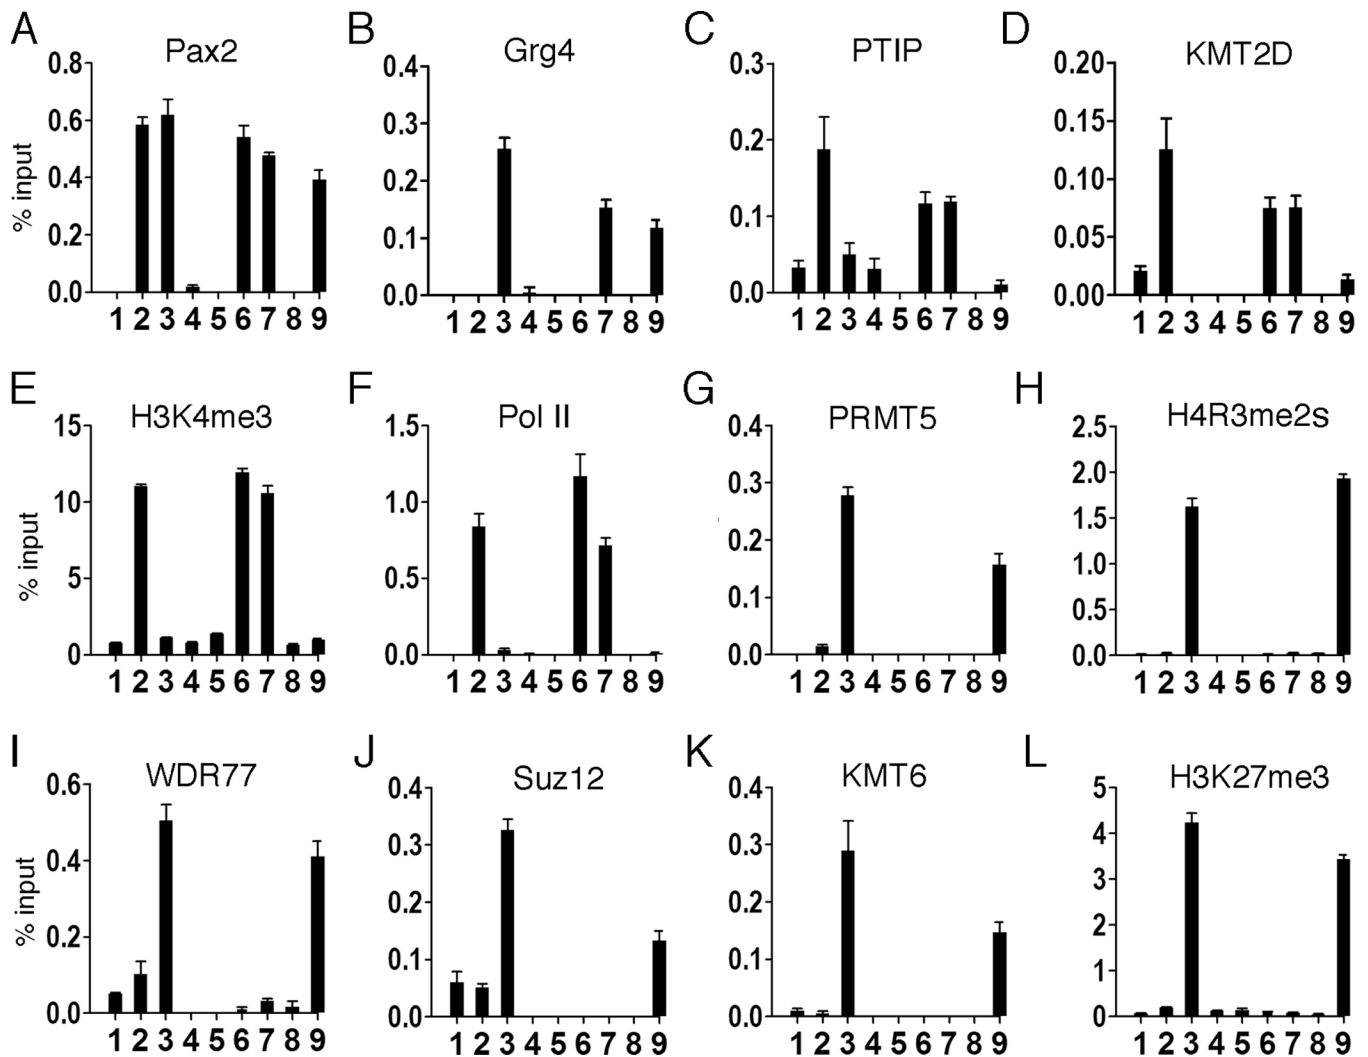 A
Pax2
% input
0.8
0.6
0.4
0.2
0.0
1 2 3 4 5 6 7 8 9
B
Grg4
0.4
0.3
0.2
0.1
0.0
1 2 3 4 5 6 7 8 9
C
PTIP
0.3
0.2
0.1
0.0
1 2 3 4 5 6 7 8 9
D
KMT2D
0.20
0.15
0.10
0.05
0.00
1 2 3 4 5 6 7 8 9
E
H3K4me3
% input
15
10
5
0
1 2 3 4 5 6 7 8 9
F
Pol II
1.5
1.0
0.5
0.0
1 2 3 4 5 6 7 8 9
G
PRMT5
0.4
0.3
0.2
0.1
0.0
1 2 3 4 5 6 7 8 9
H
H4R3me2s
2.5
2.0
1.5
1.0
0.5
0.0
1 2 3 4 5 6 7 8 9
I
WDR77
% input
0.6
0.4
0.2
0.0
1 2 3 4 5 6 7 8 9
J
Suz12
0.4
0.3
0.2
0.1
0.0
1 2 3 4 5 6 7 8 9
K
KMT6
0.4
0.3
0.2
0.1
0.0
1 2 3 4 5 6 7 8 9
L
H3K27me3
5
4
3
2
1
0
1 2 3 4 5 6 7 8 9